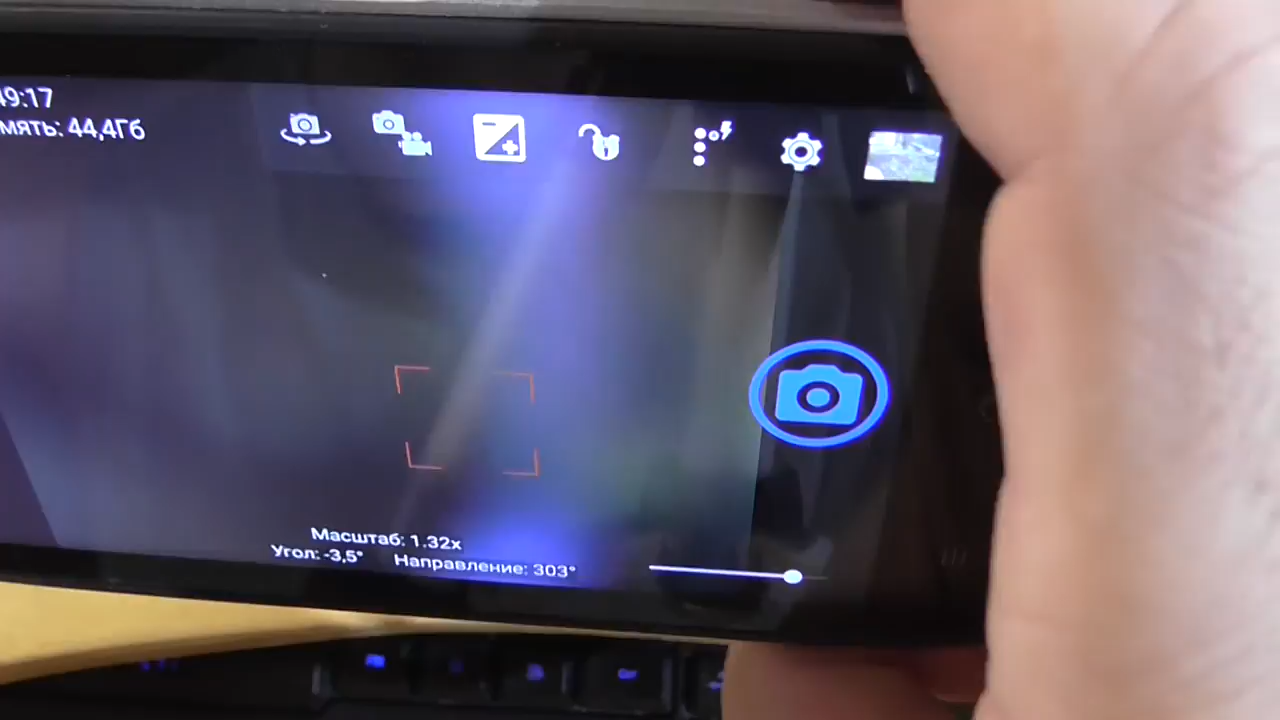 49:17
мять: 44,4Гб
Масштаб: 1.32x
Угол: -3,5° Направление: 303°